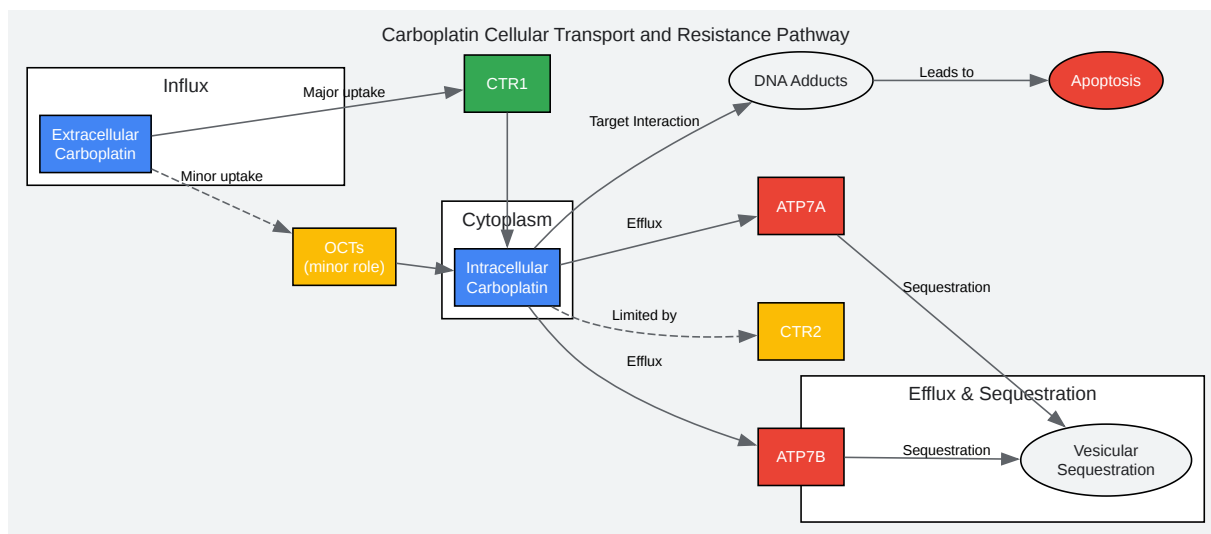 Carboplatin Cellular Transport and Resistance Pathway
Influx
Extracellular
Carboplatin
Major uptake
Minor uptake
CTR1
OCTs
(minor role)
Cytoplasm
Intracellular
Carboplatin
Target Interaction
DNA Adducts
Leads to
Apoptosis
Efflux
ATP7A
Sequestration
Limited by
CTR2
Efflux
ATP7B
Efflux & Sequestration
Sequestration
Vesicular
Sequestration